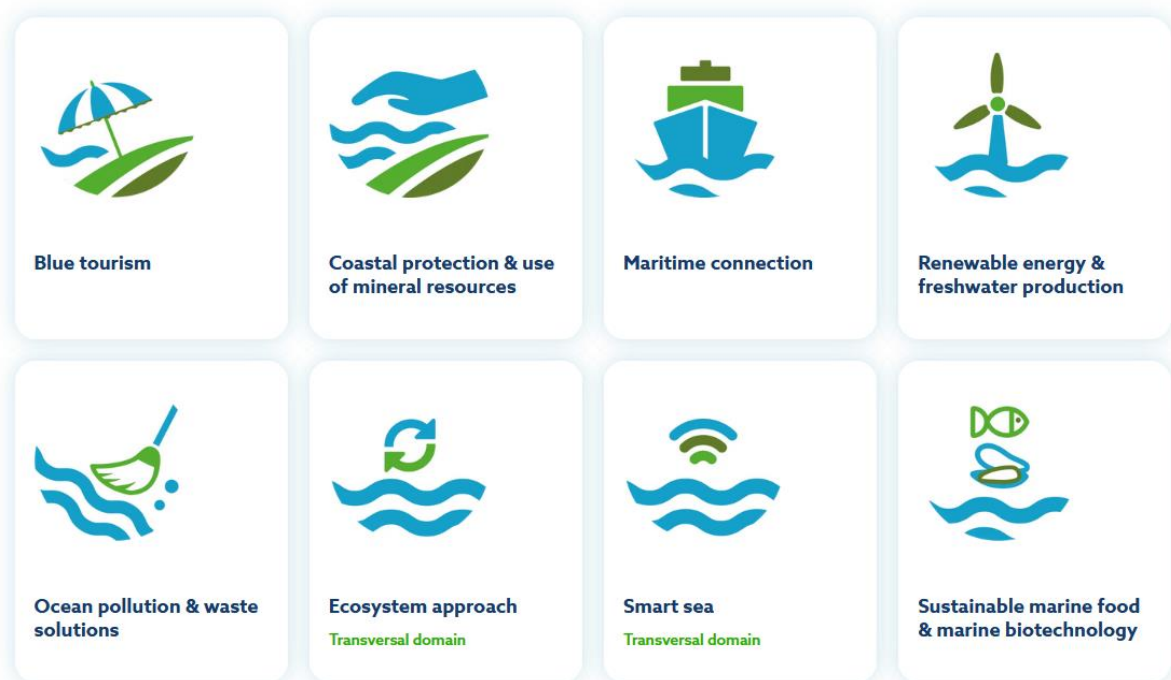 Blue tourism
Coastal protection & use
of mineral resources
Maritime connection
Renewable energy &
freshwater production
Ocean pollution & waste
solutions
Ecosystem approach
Transversal domain
Smart sea
Transversal domain
Sustainable marine food
& marine biotechnology